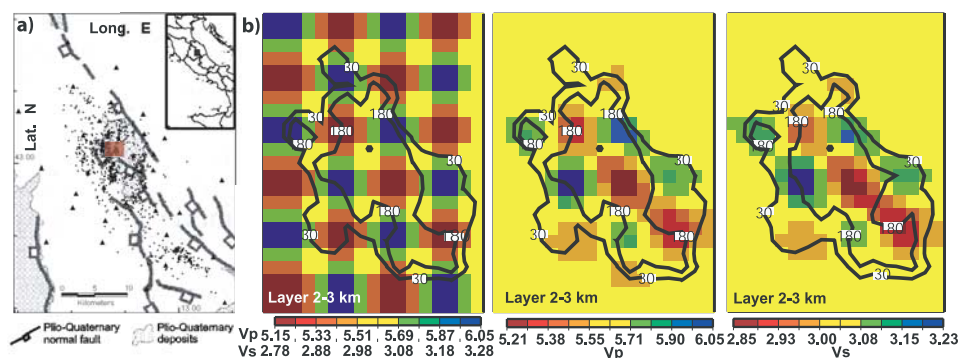 a)
Long. E
Lat. N
43.00
13.00
0 5 10
Kilometers
Plio-Quaternary
normal fault
Plio-Quaternary
deposits
b)
30
30
180
180
80
30
180
180
30
30
Layer 2-3 km
Vp 5.15, 5.33, 5.51, 5.69, 5.87, 6.05
Vs 2.78 2.88 2.98 3.08 3.18 3.28
30
30
180
180
80
30
180
180
30
30
Layer 2-3 km
5.21 5.38 5.55 5.71 5.90 6.05
Vp
30
30
180
180
80
30
180
180
30
30
Layer 2-3 km
2.83 2.93 3.00 3.08 3.15 3.23
Vs